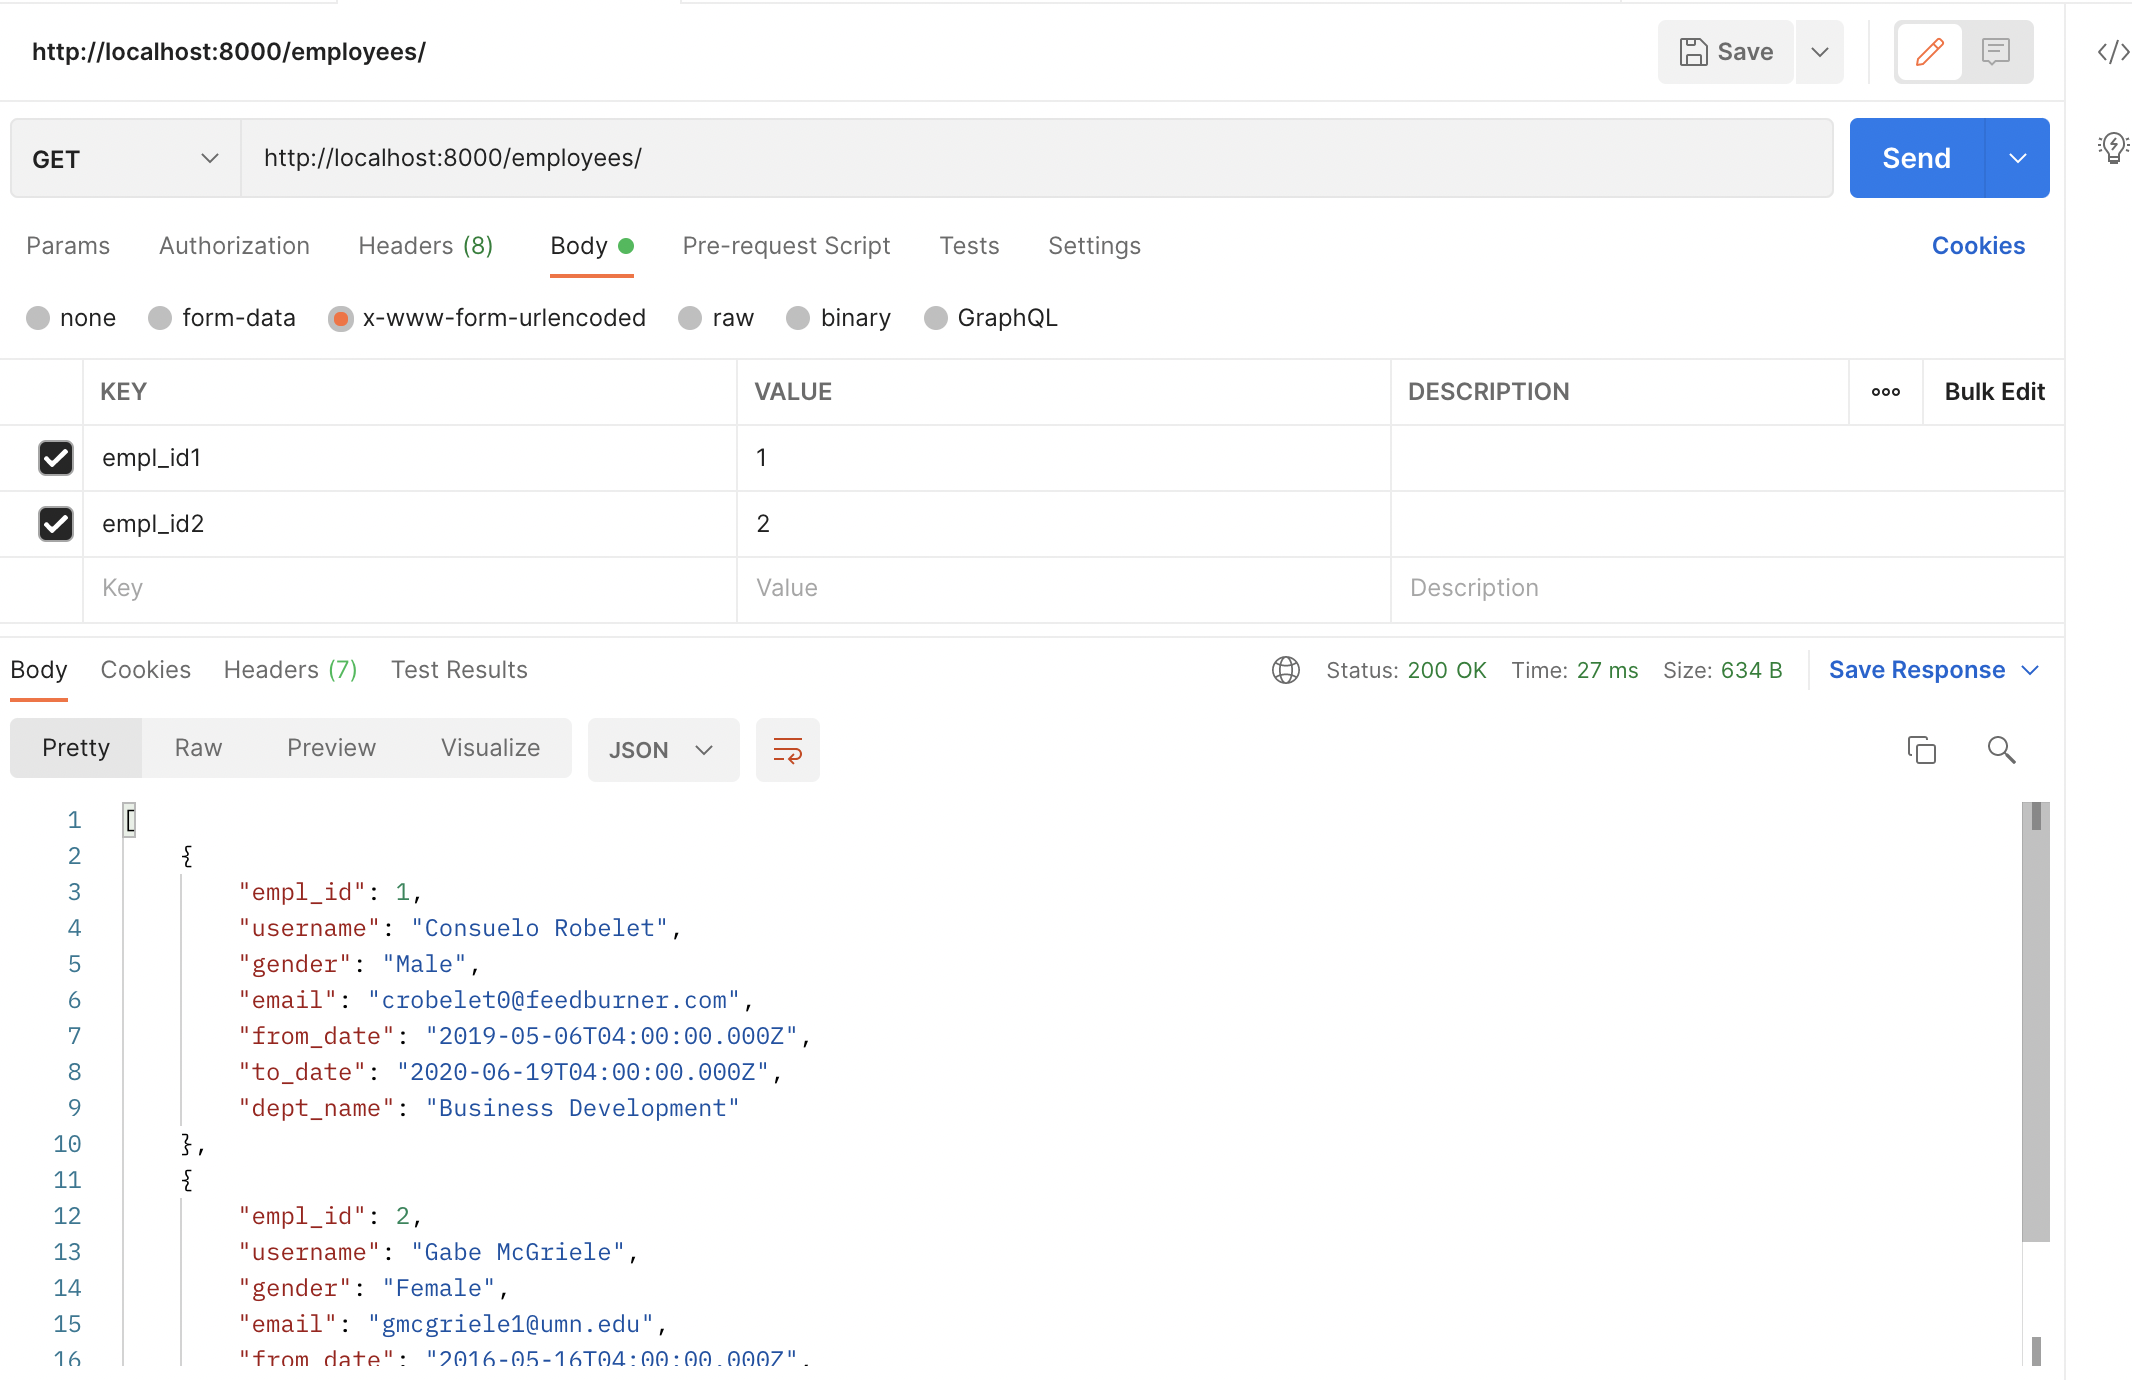 http://localhost:8000/employees/
Save
</>
GET
http://localhost:8000/employees/
Send
Params Authorization Headers (8) Body Pre-request Script Tests Settings Cookies
none form-data x-www-form-urlencoded raw binary GraphQL
KEY VALUE DESCRIPTION ooo Bulk Edit
empl_id1 1
empl_id2 2
Key Value Description
Body Cookies Headers (7) Test Results Status: 200 OK Time: 27 ms Size: 634 B Save Response
Pretty Raw Preview Visualize JSON
1 [
2 {
3 "empl_id": 1,
4 "username": "Consuelo Robelet",
5 "gender": "Male",
6 "email": "crobelet0@feedburner.com",
7 "from_date": "2019-05-06T04:00:00.000Z",
8 "to_date": "2020-06-19T04:00:00.000Z",
9 "dept_name": "Business Development"
10 },
11 {
12 "empl_id": 2,
13 "username": "Gabe McGriele",
14 "gender": "Female",
15 "email": "gmcgriele1@umn.edu",
16 "from_date": "2016-05-16T04:00:00.000Z",